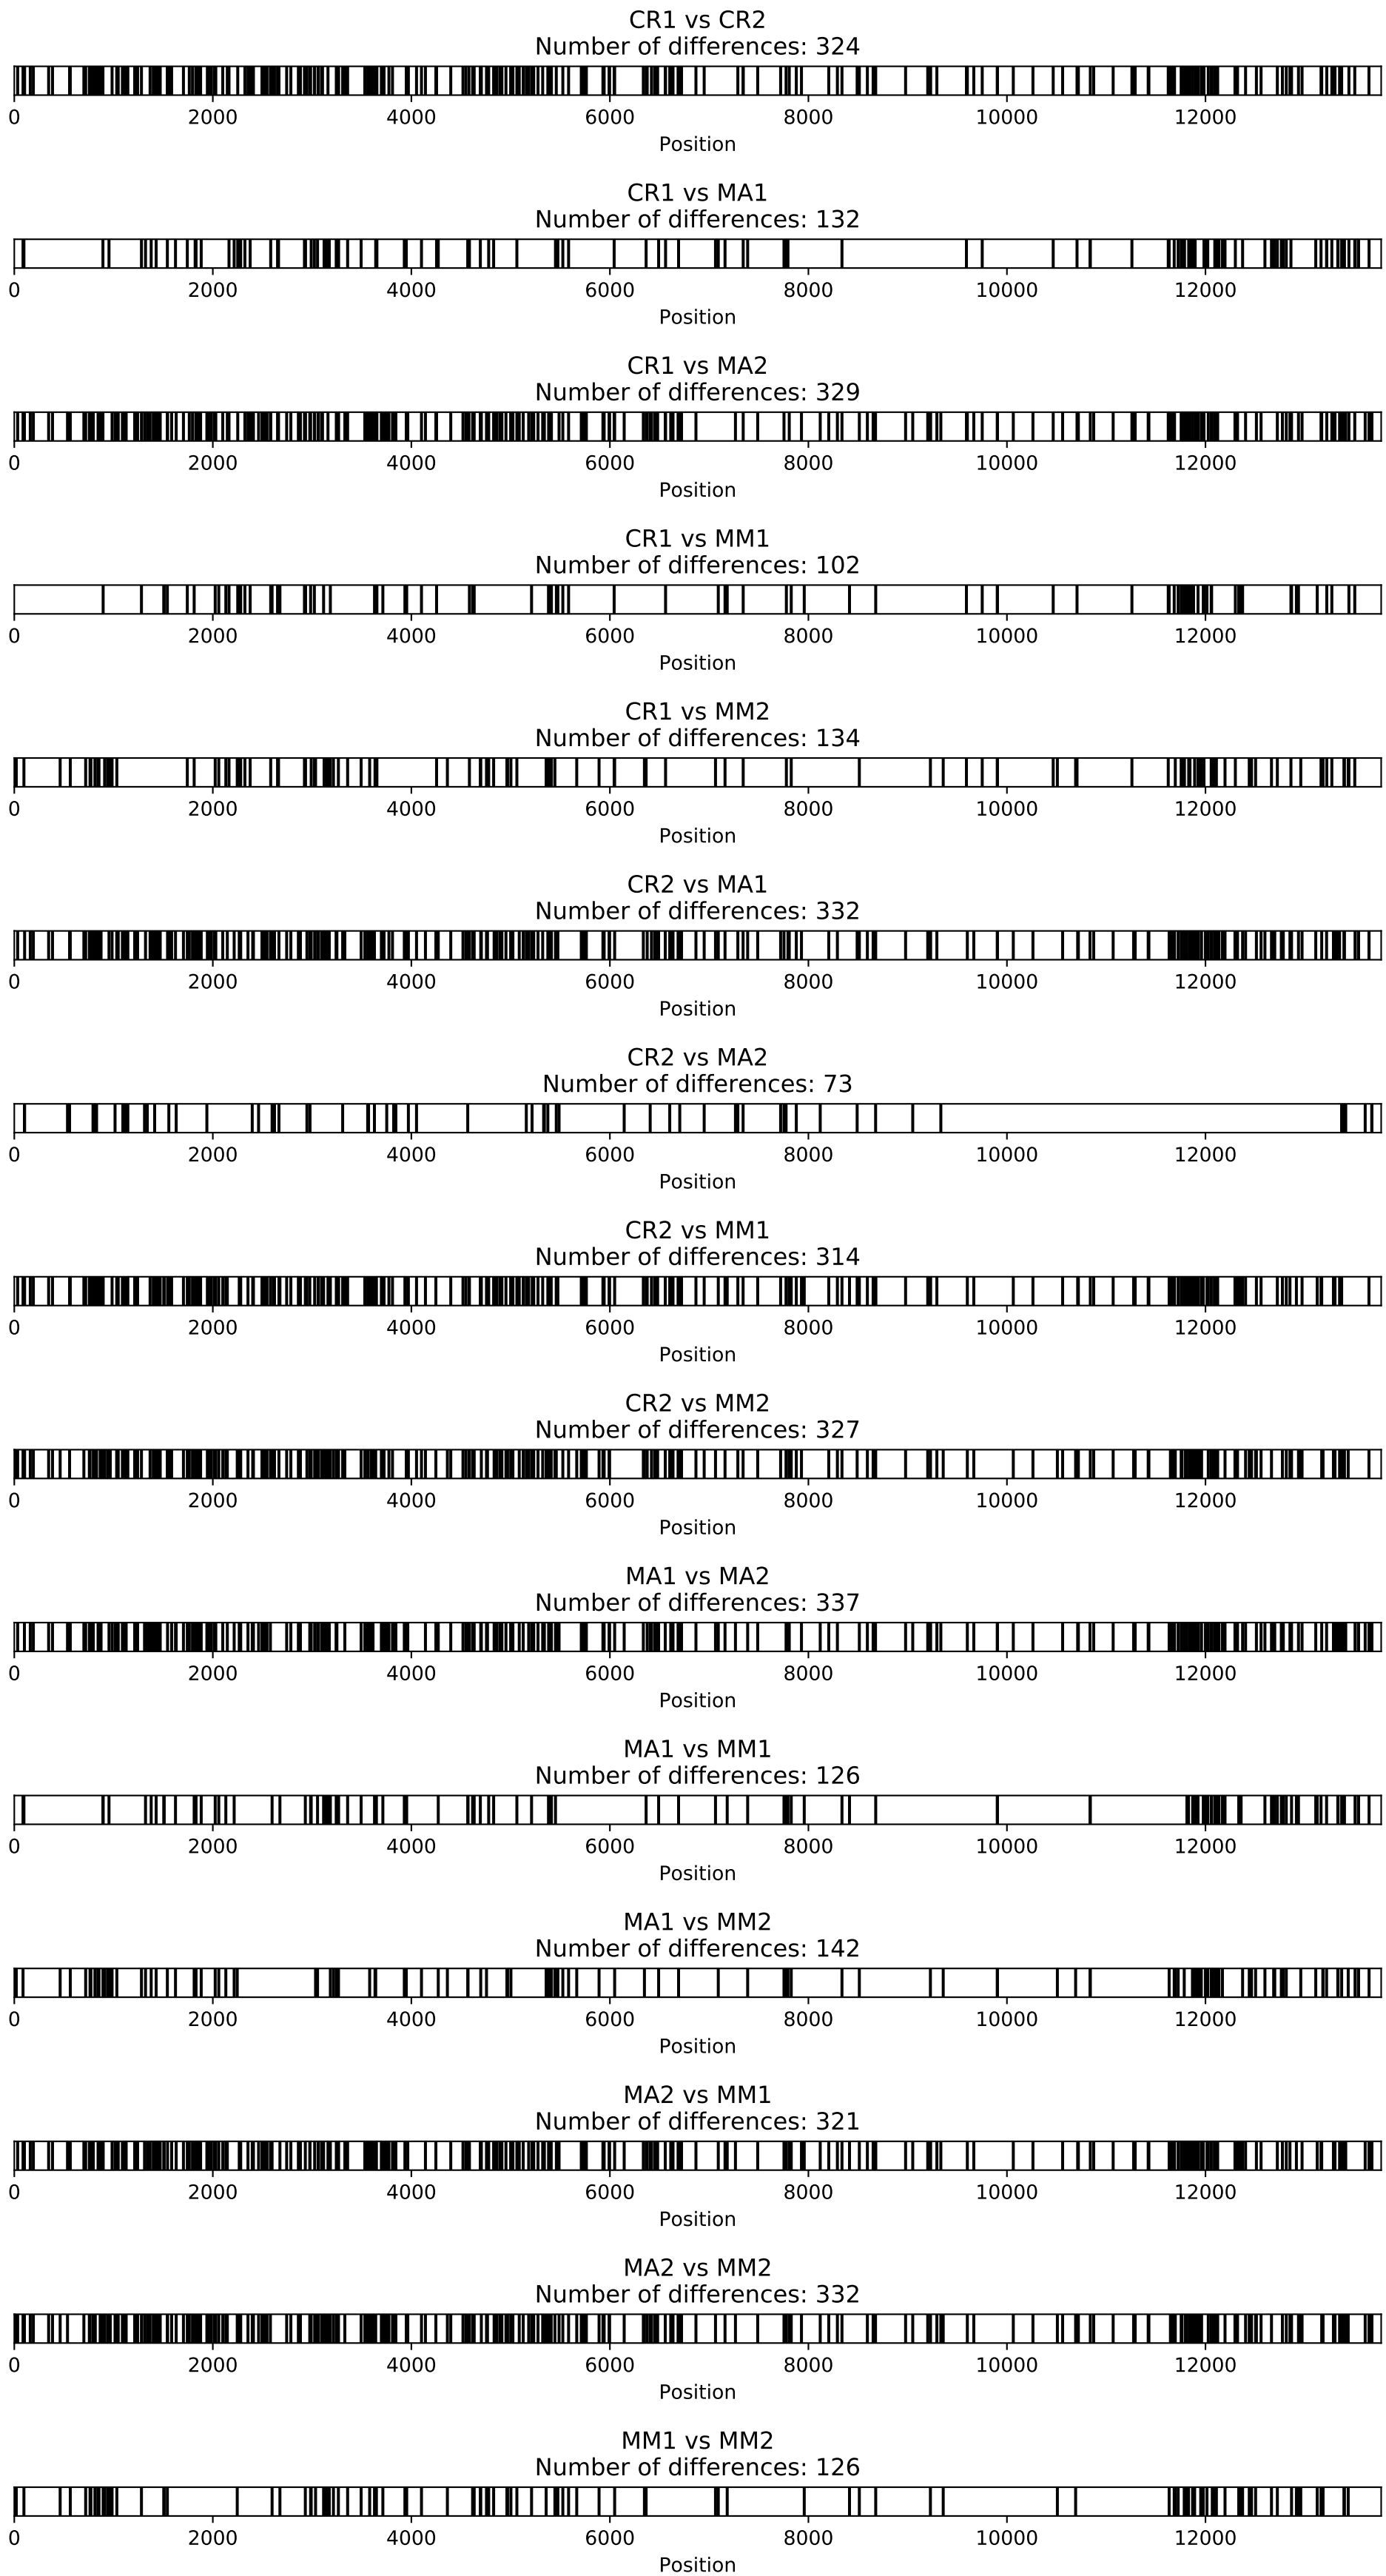 CR1 vs CR2
Number of differences: 324
0 2000 4000 6000 8000 10000 12000
Position
CR1 vs MA1
Number of differences: 132
0 2000 4000 6000 8000 10000 12000
Position
CR1 vs MA2
Number of differences: 329
0 2000 4000 6000 8000 10000 12000
Position
CR1 vs MM1
Number of differences: 102
0 2000 4000 6000 8000 10000 12000
Position
CR1 vs MM2
Number of differences: 134
0 2000 4000 6000 8000 10000 12000
Position
CR2 vs MA1
Number of differences: 332
0 2000 4000 6000 8000 10000 12000
Position
CR2 vs MA2
Number of differences: 73
0 2000 4000 6000 8000 10000 12000
Position
CR2 vs MM1
Number of differences: 314
0 2000 4000 6000 8000 10000 12000
Position
CR2 vs MM2
Number of differences: 327
0 2000 4000 6000 8000 10000 12000
Position
MA1 vs MA2
Number of differences: 337
0 2000 4000 6000 8000 10000 12000
Position
MA1 vs MM1
Number of differences: 126
0 2000 4000 6000 8000 10000 12000
Position
MA1 vs MM2
Number of differences: 142
0 2000 4000 6000 8000 10000 12000
Position
MA2 vs MM1
Number of differences: 321
0 2000 4000 6000 8000 10000 12000
Position
MA2 vs MM2
Number of differences: 332
0 2000 4000 6000 8000 10000 12000
Position
MM1 vs MM2
Number of differences: 126
0 2000 4000 6000 8000 10000 12000
Position